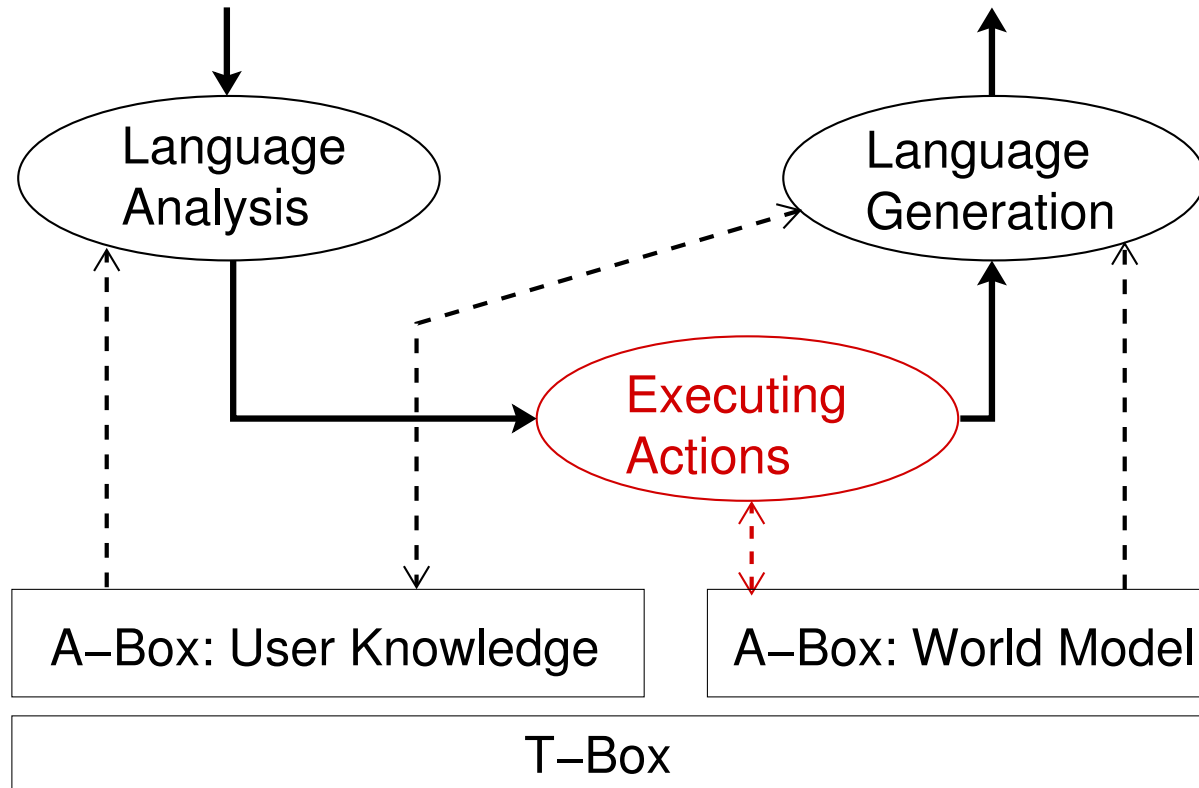 Language
Analysis
Language
Generation
Executing
Actions
A−Box: User Knowledge
A−Box: World Model
T−Box